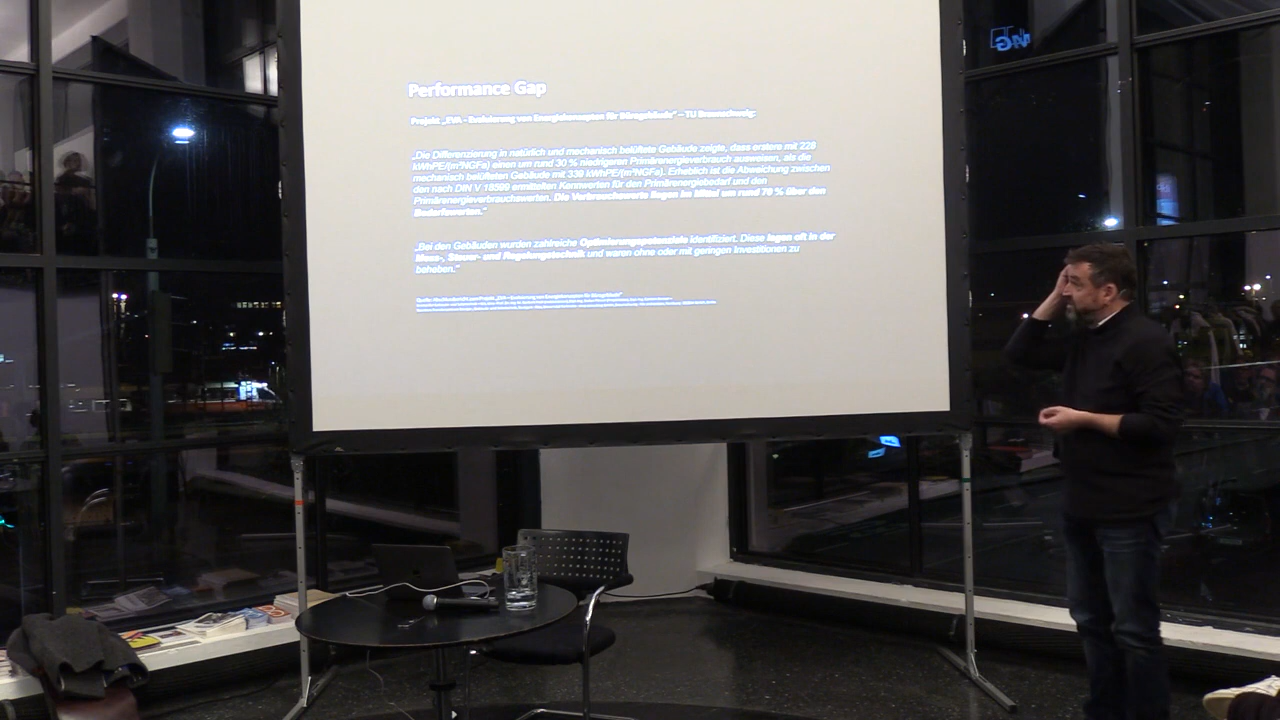 Performance Gap
Projekt „EVA - Evaluierung von Energiekonzepten für Bürogebäude" – TU Braunschweig:
„Die Differenzierung in natürlich und mechanisch belüftete Gebäude zeigte, dass erstere mit 229
kWhPE/(m²NGFa) einen um rund 30 % niedrigeren Primärenergieverbrauch ausweisen, als die
mechanisch belüfteten Gebäude mit 339 kWhPE/(m²NGFa). Erheblich ist die Abweichung zwischen
den nach DIN V 18599 ermittelten Kennwerten für den Primärenergiebedarf und den
Primärenergieverbrauchswerten. Die Verbrauchswerte liegen im Mittel um rund 70 % über den
Bedarfswerten."
„Bei den Gebäuden wurden zahlreiche Optimierungspotenziale identifiziert. Diese lagen oft in der
Mess-, Steuer- und Regelungstechnik und waren ohne oder mit geringen Investitionen zu
beheben."